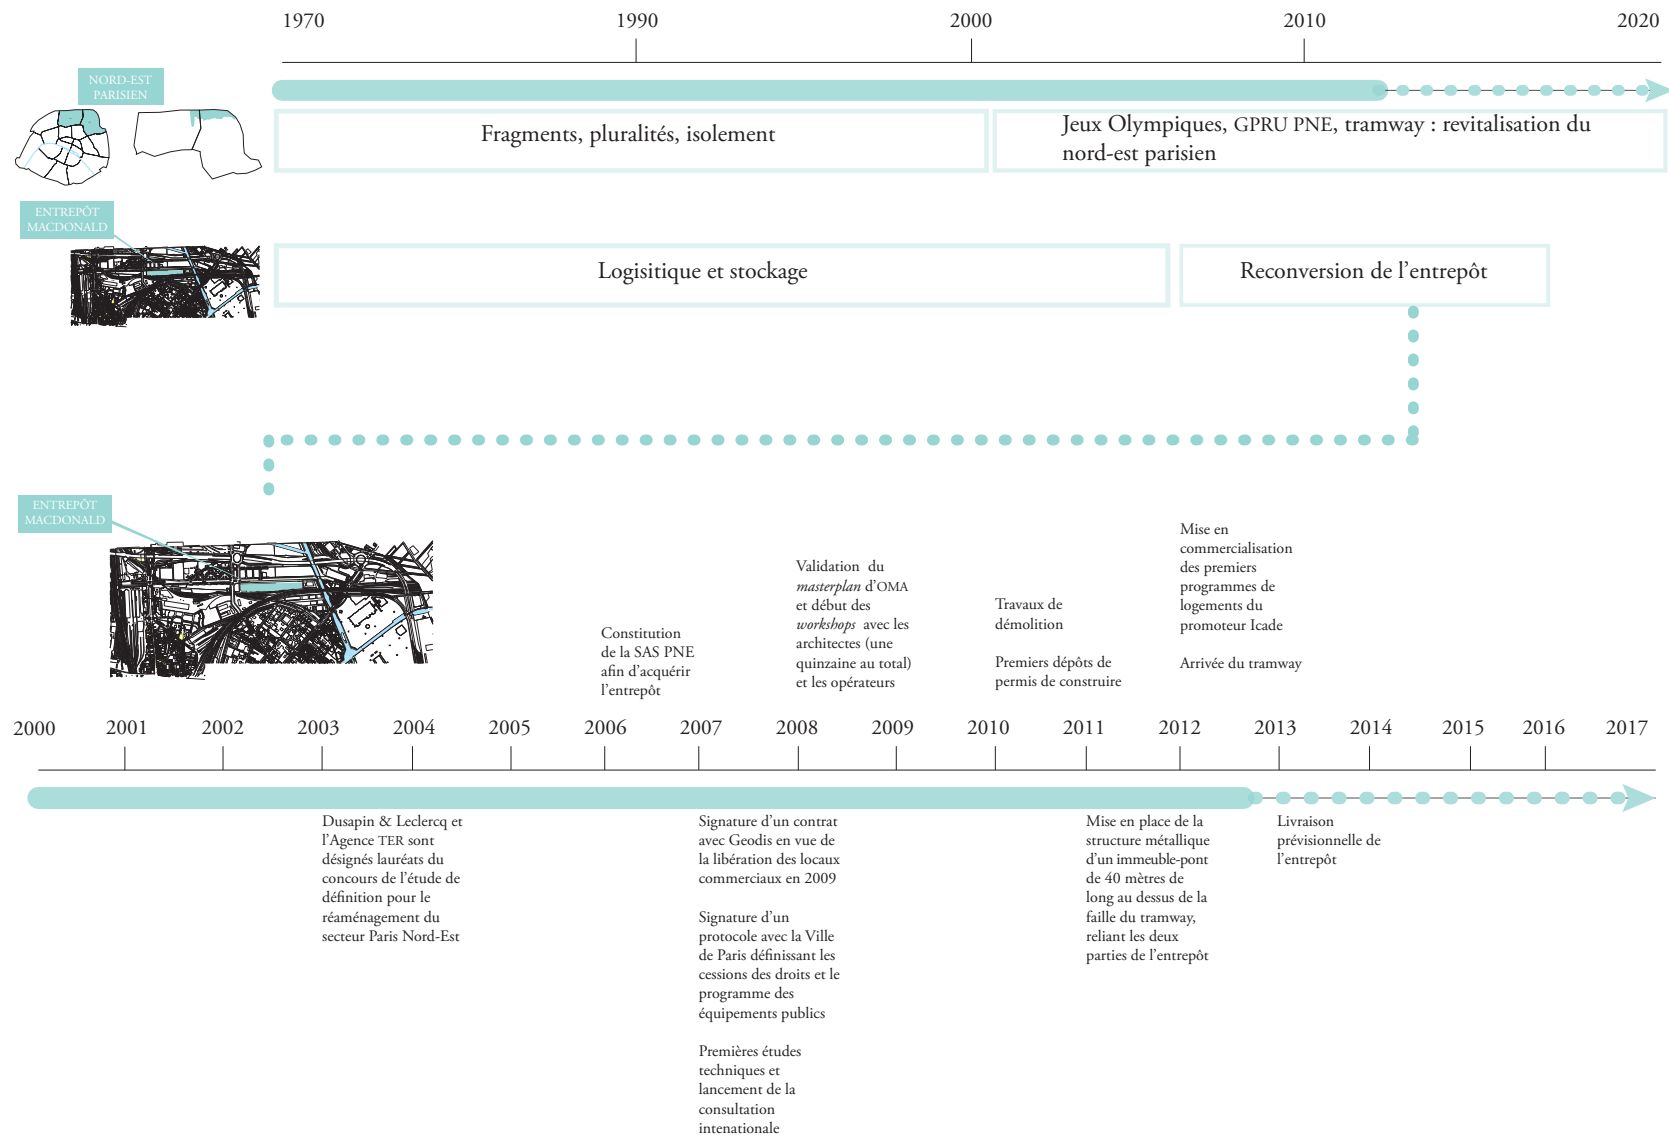 1970 1990 2000 2010 2020
NORD-EST
PARISIEN
Fragments, pluralités, isolement
Jeux Olympiques, GPRU PNE, tramway : revitalisation du
nord-est parisien
ENTREPÔT
MACDONALD
Logisitique et stockage
Reconversion de l'entrepôt
ENTREPÔT
MACDONALD
Constitution
de la SAS PNE
afin d'acquérir
l'entrepôt
Validation du
masterplan d'OMA
et début des
workshops avec les
architectes (une
quinzaine au total)
et les opérateurs
Travaux de
démolition
Premiers dépôts de
permis de construire
Mise en
commercialisation
des premiers
programmes de
logements du
promoteur Icade
Arrivée du tramway
2000 2001 2002 2003 2004 2005 2006 2007 2008 2009 2010 2011 2012 2013 2014 2015 2016 2017
Dusapin & Leclercq et
l'Agence TER sont
désignés lauréats du
concours de l'étude de
définition pour le
réaménagement du
secteur Paris Nord-Est
Signature d'un contrat
avec Geodis en vue de
la libération des locaux
commerciaux en 2009
Signature d'un
protocole avec la Ville
de Paris définissant les
cessions des droits et le
programme des
équipements publics
Premières études
techniques et
lancement de la
consultation
intenationale
Mise en place de la
structure métallique
d'un immeuble-pont
de 40 mètres de
long au dessus de la
faille du tramway,
reliant les deux
parties de l'entrepôt
Livraison
prévisionnelle de
l'entrepôt